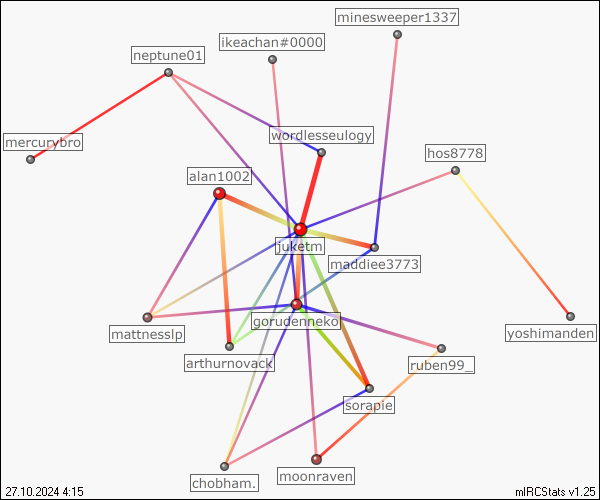 minesweeper1337
ikeachan#0000
neptune01
wordlesseulogy
mercurybro
hos8778
alan1002
juketm
maddiee3773
gorudenneko
mattnesslp
yoshimanden
arthurnovack
ruben99_
sorapie
moonraven
chobham.
27.10.2024 4:15
mIRCStats v1.25